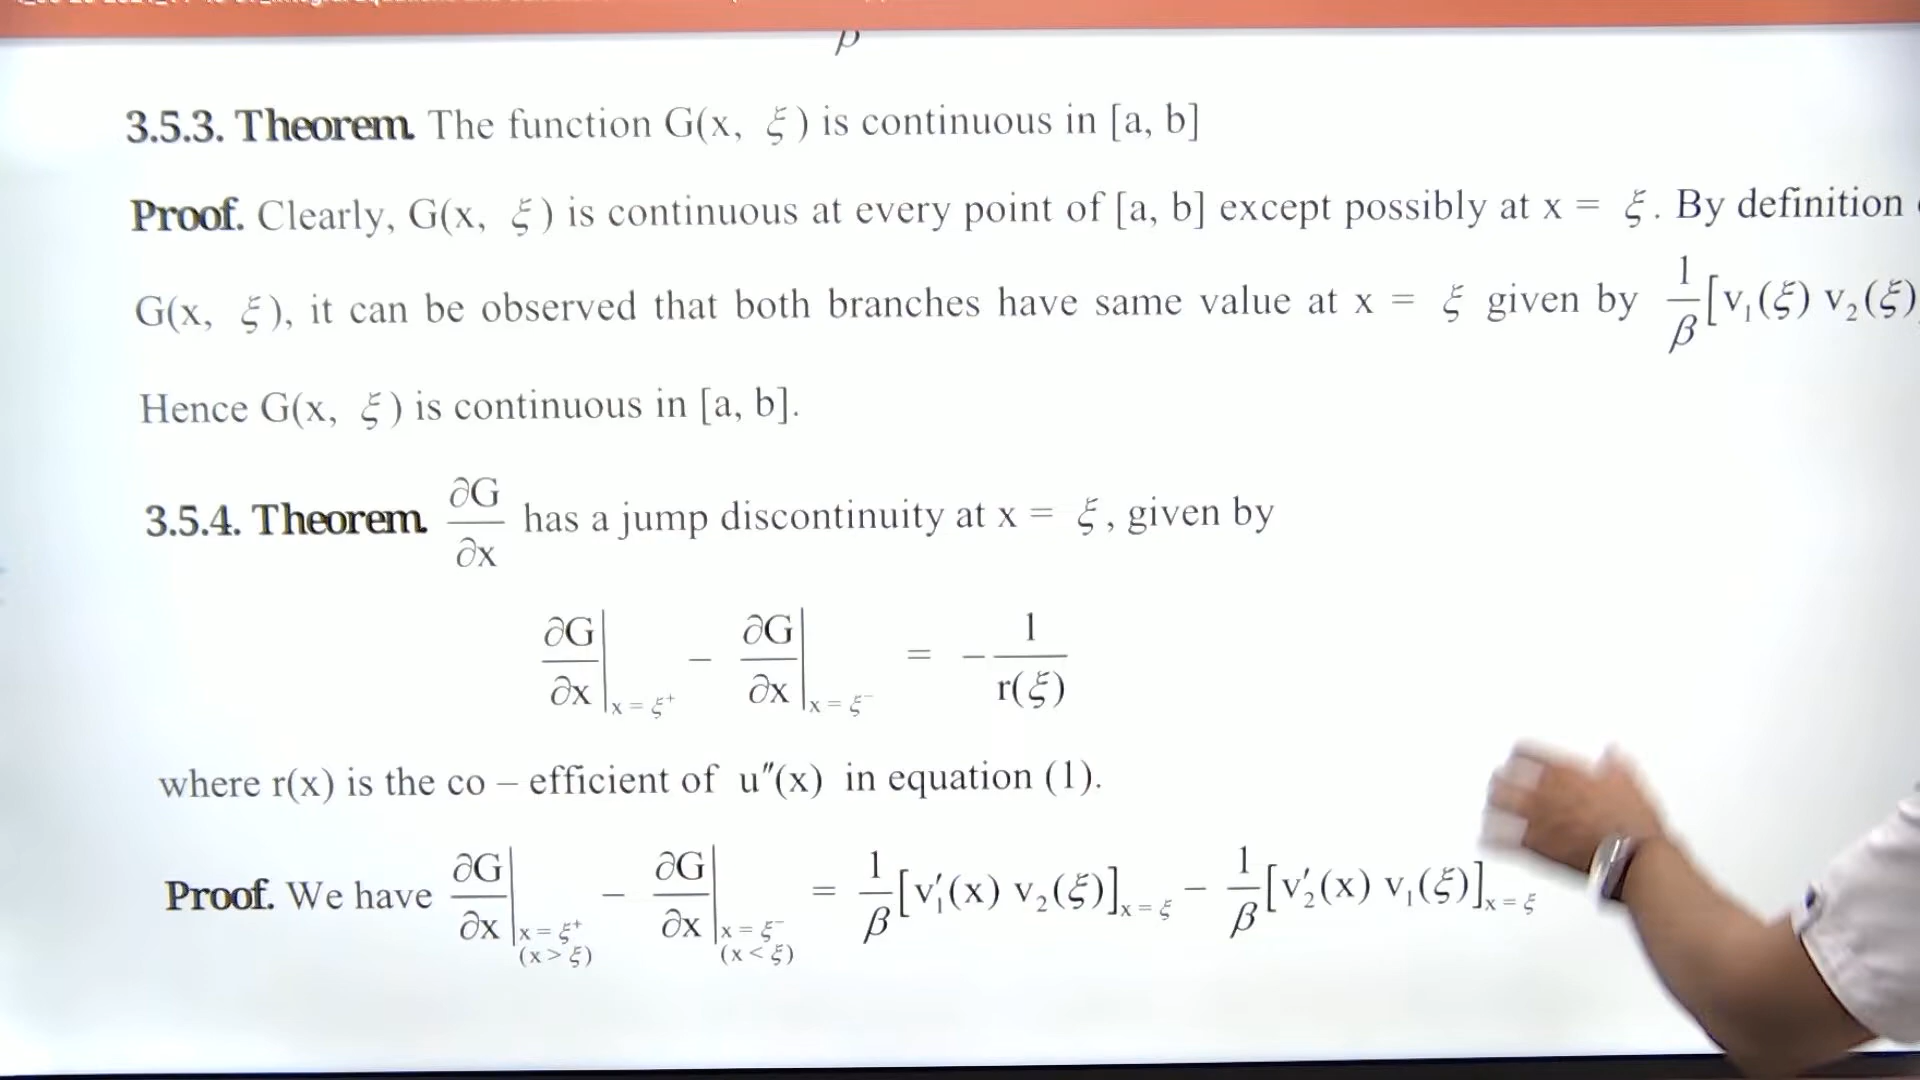 β
3.5.3. Theorem. The function G(x, ξ) is continuous in [a, b]
Proof. Clearly, G(x, ξ) is continuous at every point of [a, b] except possibly at x = ξ. By definition
G(x, ξ), it can be observed that both branches have same value at x = ξ given by 1/β [v₁(ξ) v₂(ξ)
Hence G(x, ξ) is continuous in [a, b].
3.5.4. Theorem. ∂G/∂x has a jump discontinuity at x = ξ, given by
∂G/∂x |x = ξ⁺ − ∂G/∂x |x = ξ⁻ = − 1/r(ξ)
where r(x) is the co – efficient of u″(x) in equation (1).
Proof. We have ∂G/∂x |x = ξ⁺ (x > ξ) − ∂G/∂x |x = ξ⁻ (x < ξ) = 1/β [v₁′(x) v₂(ξ)]x = ξ − 1/β [v₂′(x) v₁(ξ)]x = ξ